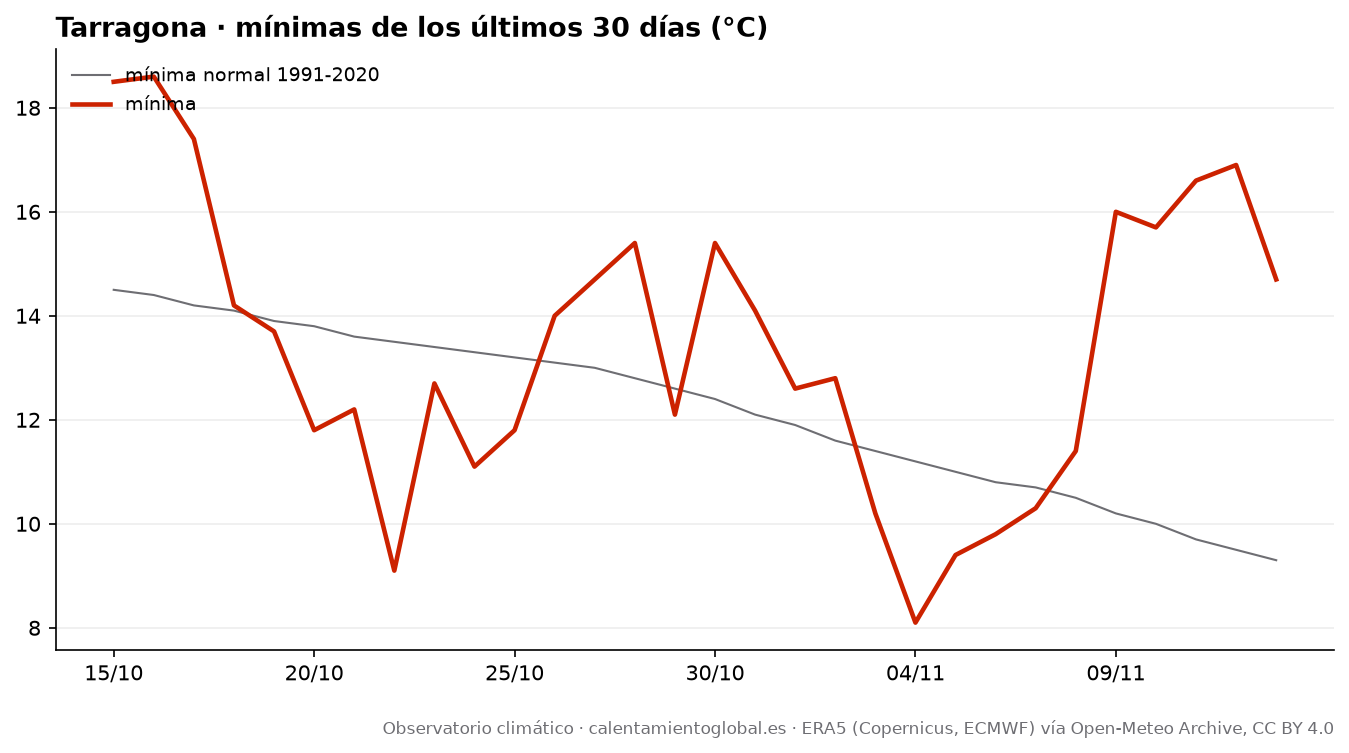 Tarragona · mínimas de los últimos 30 días (°C)
mínima normal 1991-2020
mínima
18
16
14
12
10
8
15/10 20/10 25/10 30/10 04/11 09/11
Observatorio climático · calentamientoglobal.es · ERA5 (Copernicus, ECMWF) vía Open-Meteo Archive, CC BY 4.0